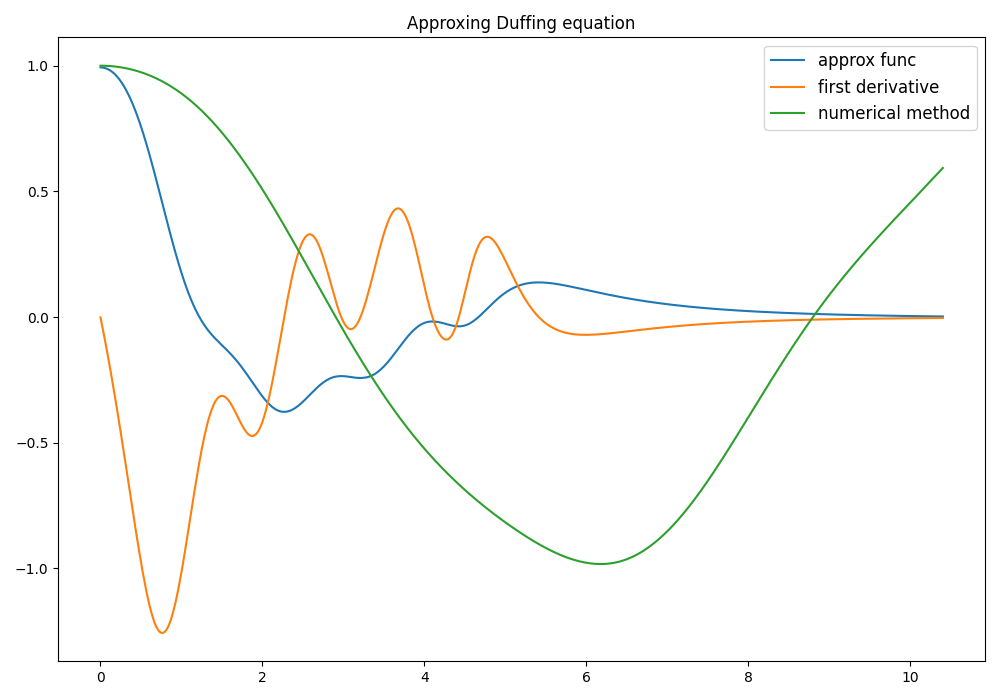 Approxing Duffing equation
approx func
first derivative
numerical method
1.0
0.5
0.0
−0.5
−1.0
0 2 4 6 8 10